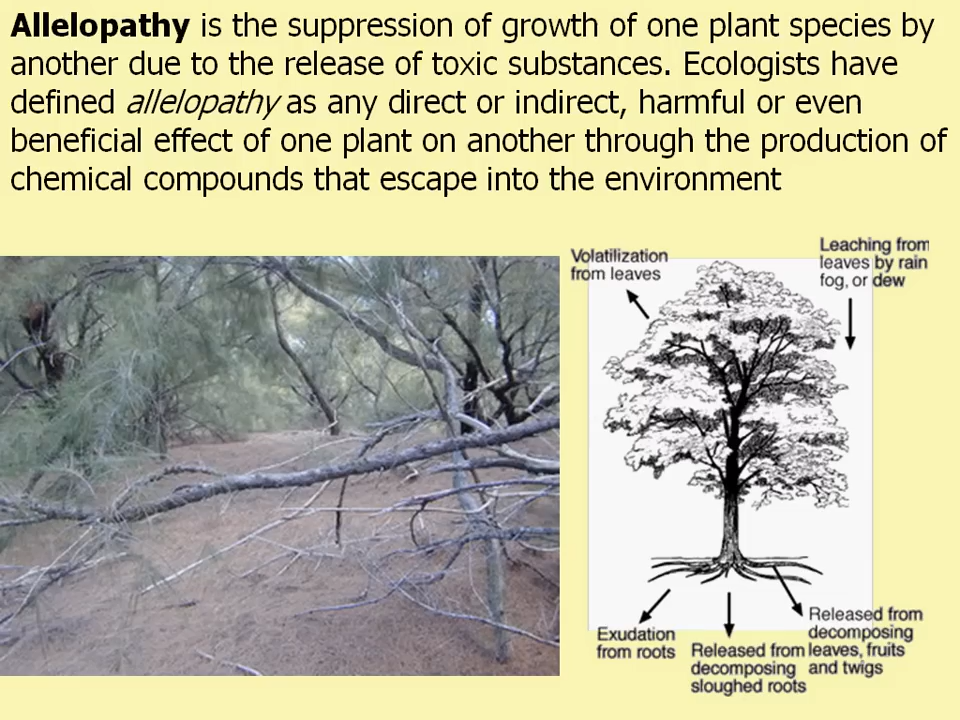 Allelopathy is the suppression of growth of one plant species by
another due to the release of toxic substances. Ecologists have
defined allelopathy as any direct or indirect, harmful or even
beneficial effect of one plant on another through the production of
chemical compounds that escape into the environment
Volatilization
from leaves
Leaching from
leaves by rain
fog, or dew
Exudation
from roots
Released from
decomposing
sloughed roots
Released from
decomposing
leaves, fruits
and twigs